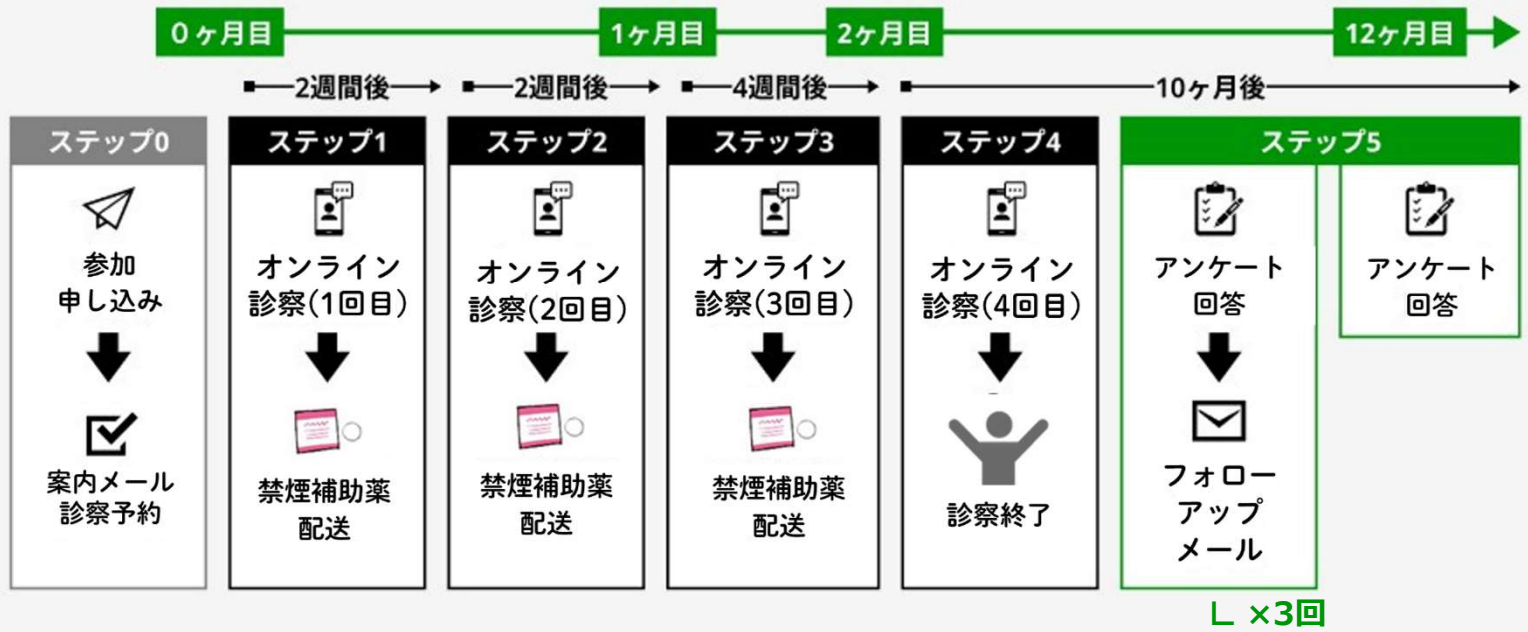 0ヶ月目
1ヶ月目
2ヶ月目
12ヶ月目
2週間後
2週間後
4週間後
10ヶ月後
ステップ0
参加
申し込み
案内メール
診察予約
ステップ1
オンライン
診察(1回目)
禁煙補助薬
配送
ステップ2
オンライン
診察(2回目)
禁煙補助薬
配送
ステップ3
オンライン
診察(3回目)
禁煙補助薬
配送
ステップ4
オンライン
診察(4回目)
診察終了
ステップ5
アンケート
回答
フォロー
アップ
メール
×3回
アンケート
回答